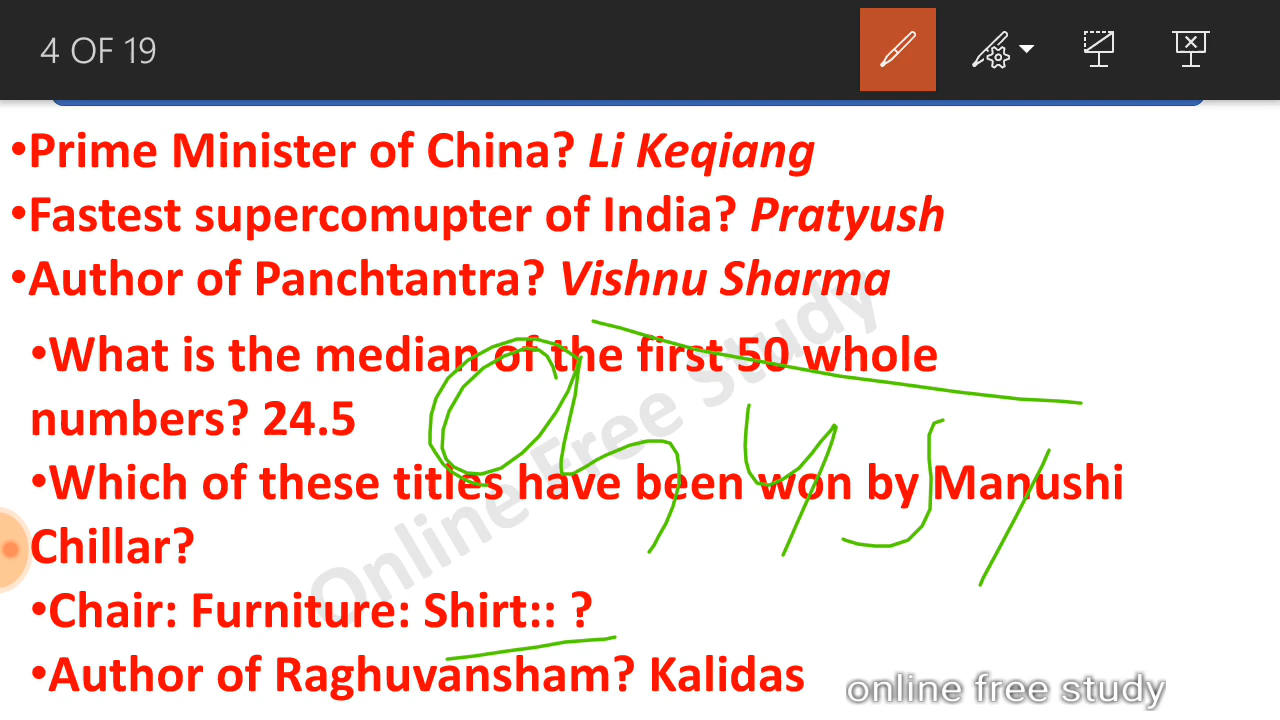 4 OF 19
•Prime Minister of China? Li Keqiang
•Fastest supercomupter of India? Pratyush
•Author of Panchtantra? Vishnu Sharma
•What is the median of the first 50 whole
numbers? 24.5
•Which of these titles have been won by Manushi
Chillar?
•Chair: Furniture: Shirt:: ?
•Author of Raghuvansham? Kalidas
Online Free Study
online free study